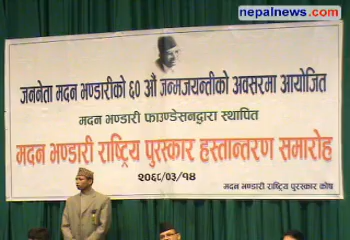 nepalnews.com
जननेता मदन भण्डारीको ६० औं जन्मजयन्तीको अवसरमा आयोजित
मदन भण्डारी फाउण्डेसनद्वारा स्थापित
मदन भण्डारी राष्ट्रिय पुरस्कार हस्तान्तरण समारोह
२०६८/०३/१४
मदन भण्डारी राष्ट्रिय पुरस्कार कोष